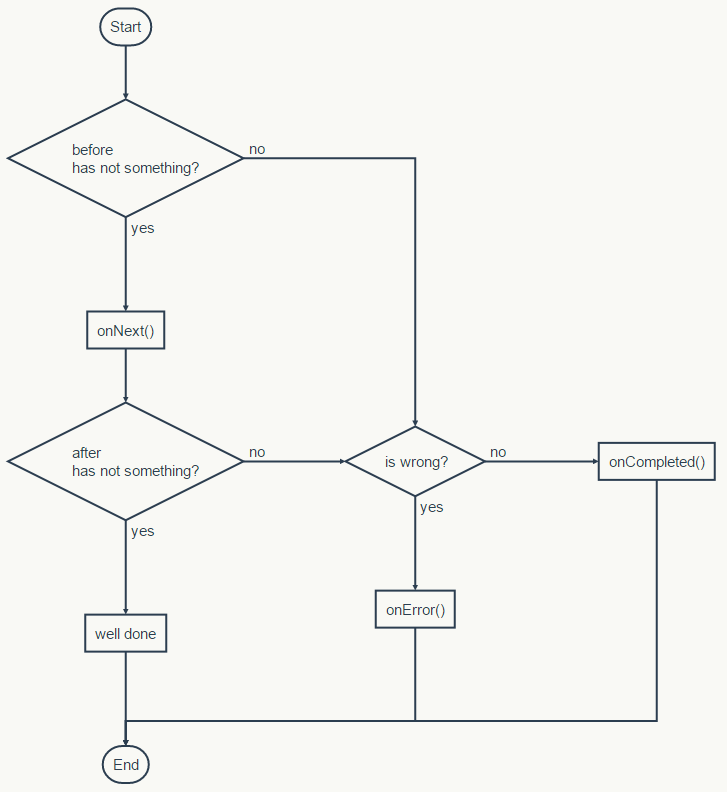 Start
before
has not something?
no
yes
onNext()
after
has not something?
no
is wrong?
no
onCompleted()
yes
yes
onError()
well done
End